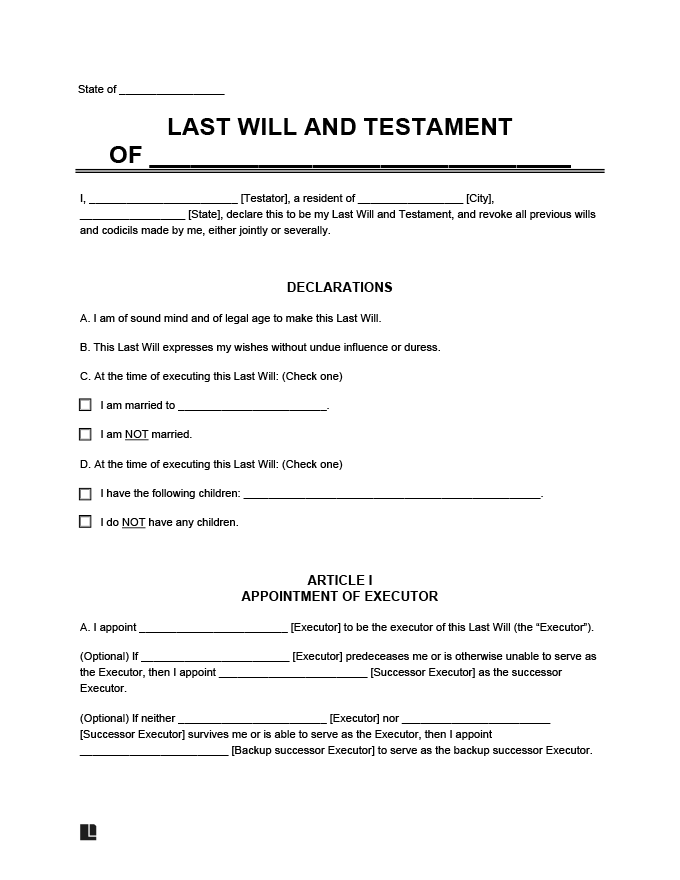 State of _________________
LAST WILL AND TESTAMENT
OF _______________________________
I, ________________________ [Testator], a resident of _________________ [City],
_________________ [State], declare this to be my Last Will and Testament, and revoke all previous wills
and codicils made by me, either jointly or severally.
DECLARATIONS
A. I am of sound mind and of legal age to make this Last Will.
B. This Last Will expresses my wishes without undue influence or duress.
C. At the time of executing this Last Will: (Check one)
☐ I am married to ________________________.
☐ I am NOT married.
D. At the time of executing this Last Will: (Check one)
☐ I have the following children: ________________________________________________.
☐ I do NOT have any children.
ARTICLE I
APPOINTMENT OF EXECUTOR
A. I appoint ________________________ [Executor] to be the executor of this Last Will (the “Executor”).
(Optional) If ________________________ [Executor] predeceases me or is otherwise unable to serve as
the Executor, then I appoint ________________________ [Successor Executor] as the successor
Executor.
(Optional) If neither ________________________ [Executor] nor ________________________
[Successor Executor] survives me or is able to serve as the Executor, then I appoint
________________________ [Backup successor Executor] to serve as the backup successor Executor.